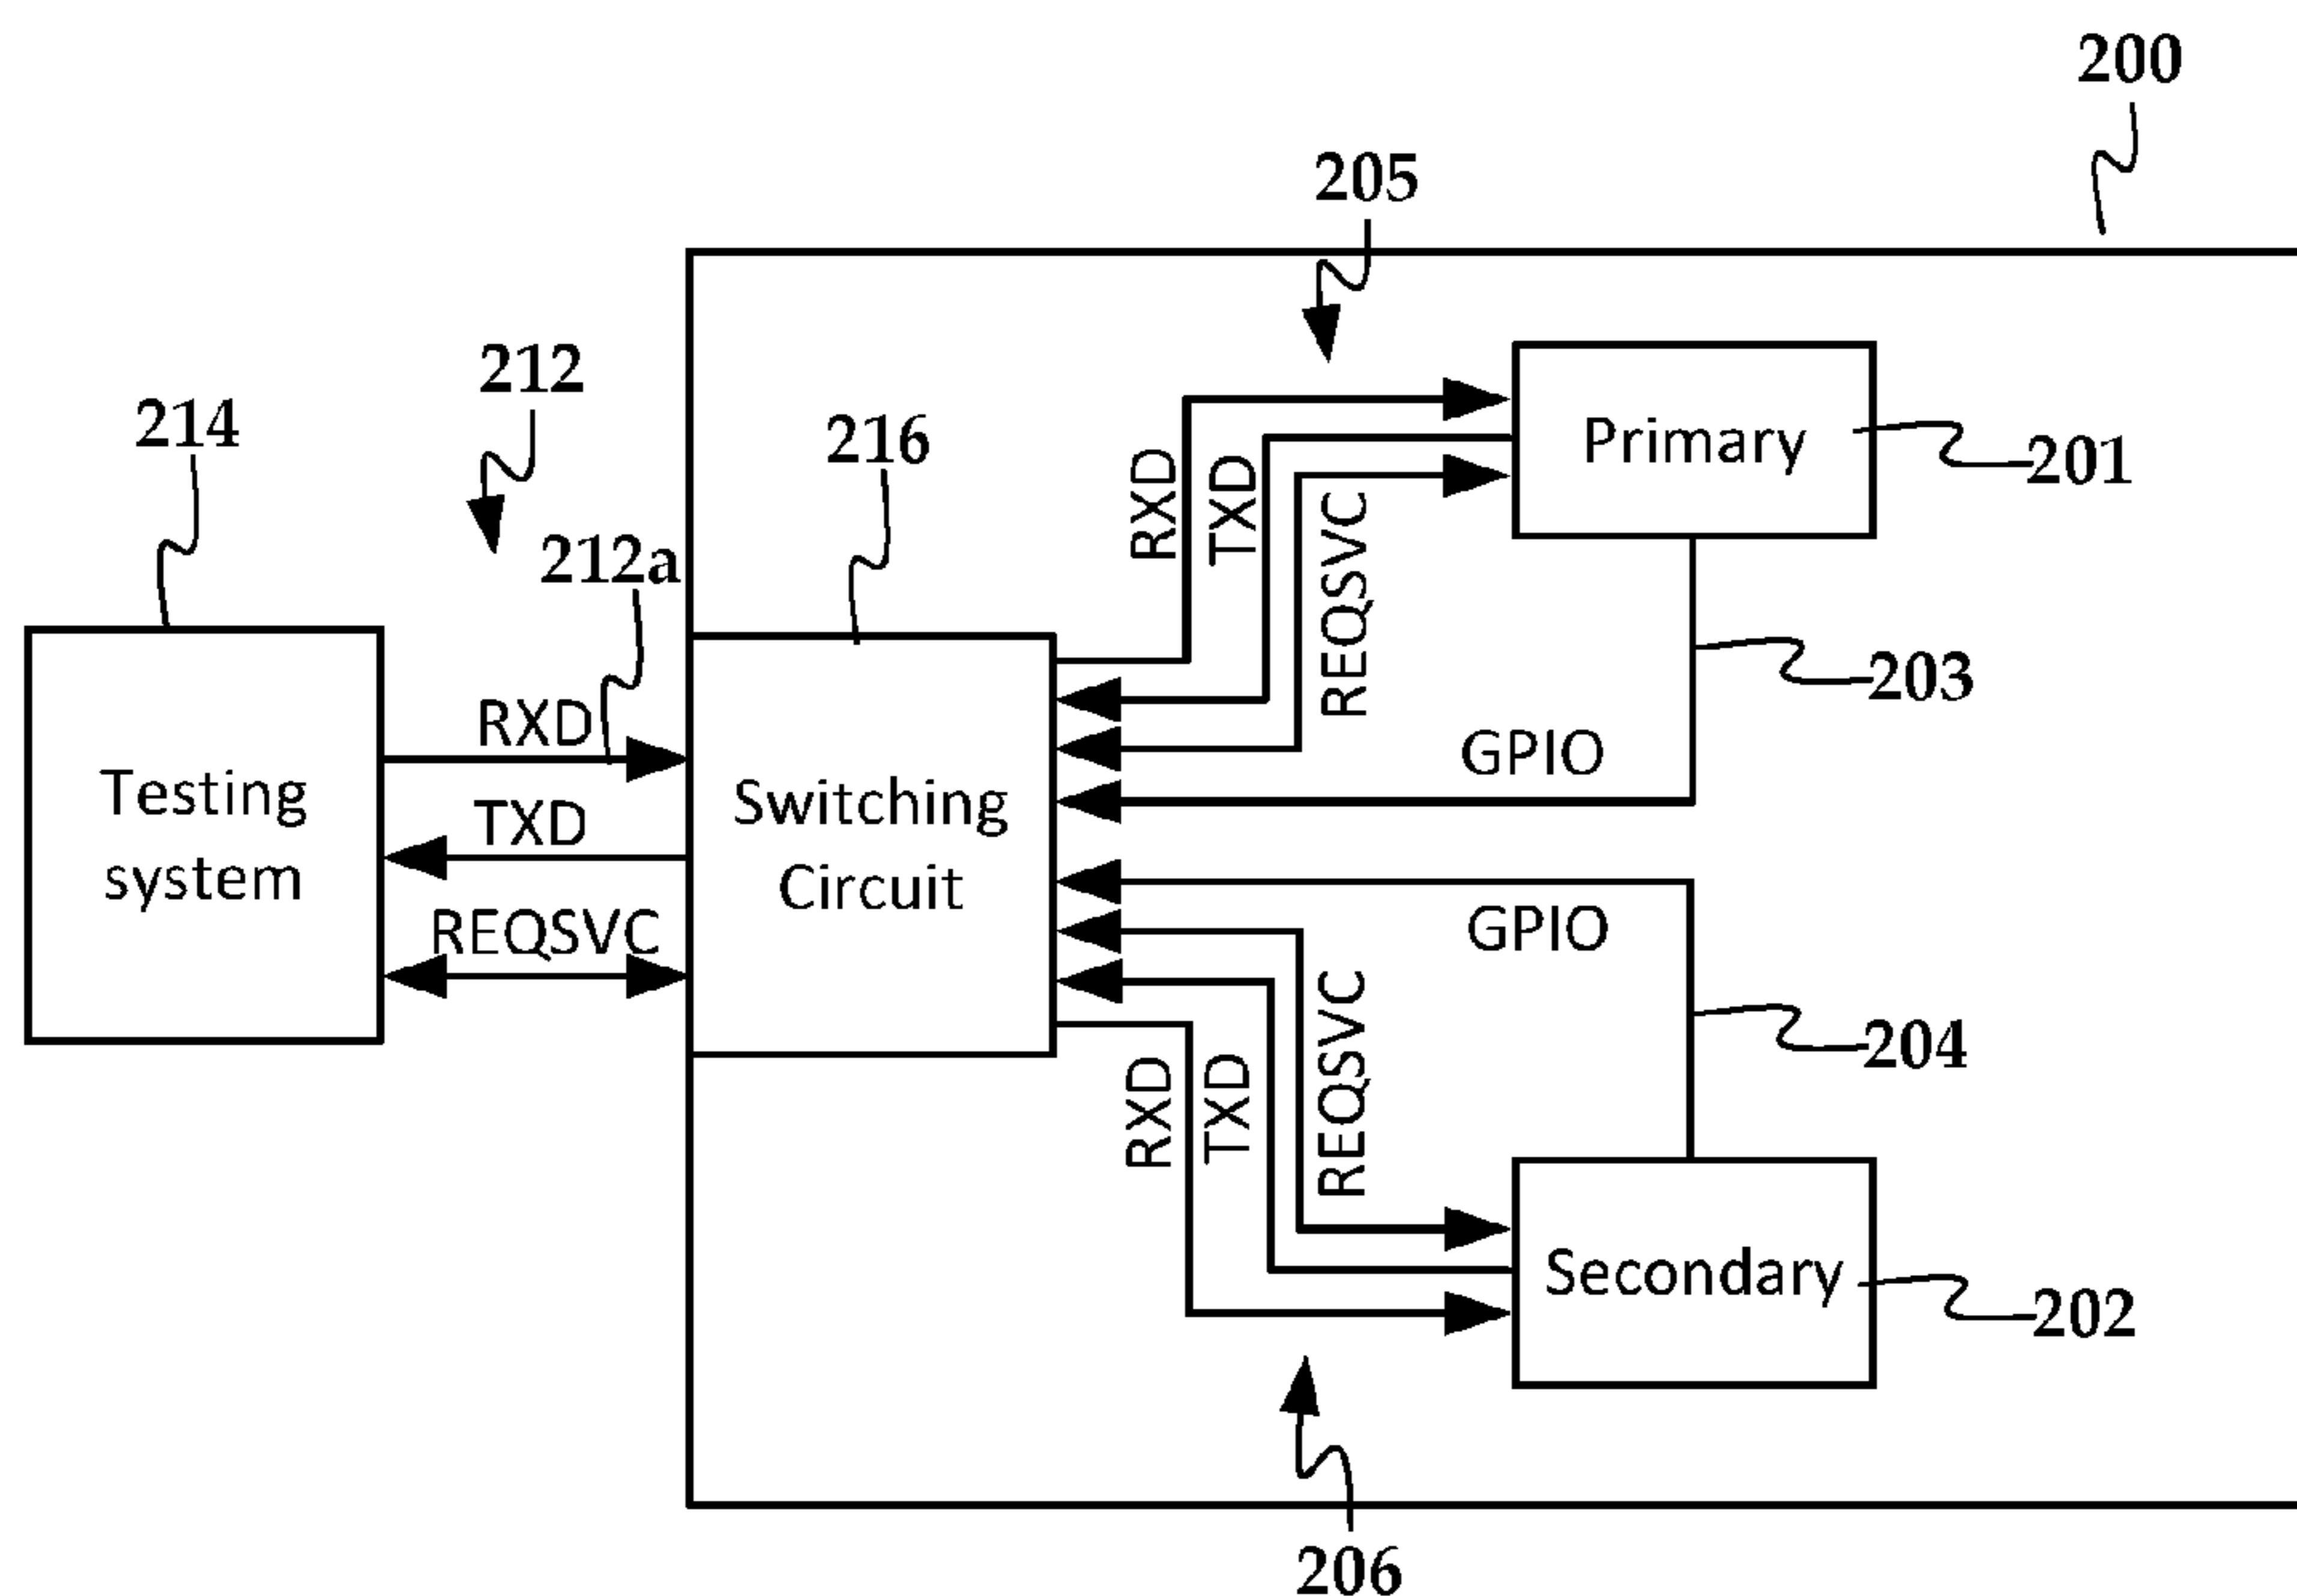 200
205
212
214
216
Primary
201
RXD
TXD
REQSVC
212a
203
RXD
GPIO
Testing
system
TXD
Switching
Circuit
REQSVC
GPIO
204
RXD
TXD
REQSVC
Secondary
202
206